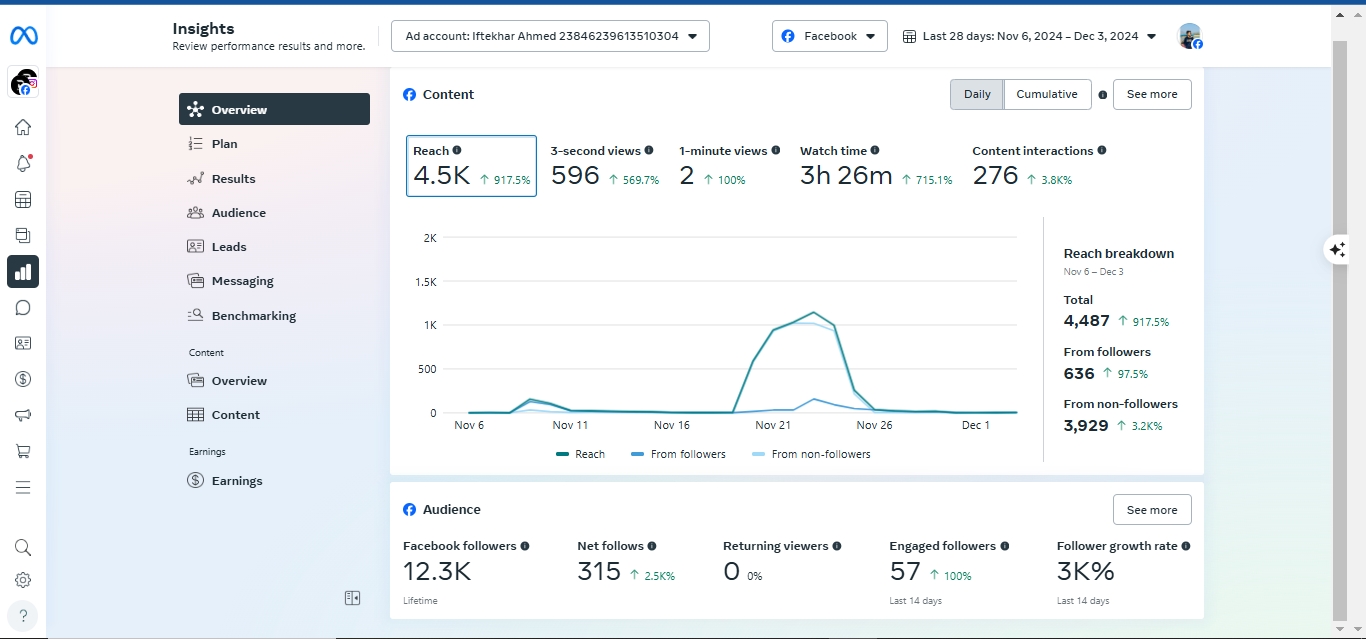 Insights
Review performance results and more.
Ad account: Iftekhar Ahmed 23846239613510304
Facebook
Last 28 days: Nov 6, 2024 – Dec 3, 2024
Overview
Plan
Results
Audience
Leads
Messaging
Benchmarking
Content
Overview
Content
Earnings
Earnings
Content
Daily
Cumulative
See more
Reach
4.5K ↑ 917.5%
3-second views
596 ↑ 569.7%
1-minute views
2 ↑ 100%
Watch time
3h 26m ↑ 715.1%
Content interactions
276 ↑ 3.8K%
2K
1.5K
1K
500
0
Nov 6
Nov 11
Nov 16
Nov 21
Nov 26
Dec 1
Reach
From followers
From non-followers
Reach breakdown
Nov 6 – Dec 3
Total
4,487 ↑ 917.5%
From followers
636 ↑ 97.5%
From non-followers
3,929 ↑ 3.2K%
Audience
See more
Facebook followers
12.3K
Lifetime
Net follows
315 ↑ 2.5K%
Returning viewers
0 0%
Engaged followers
57 ↑ 100%
Last 14 days
Follower growth rate
3K%
Last 14 days